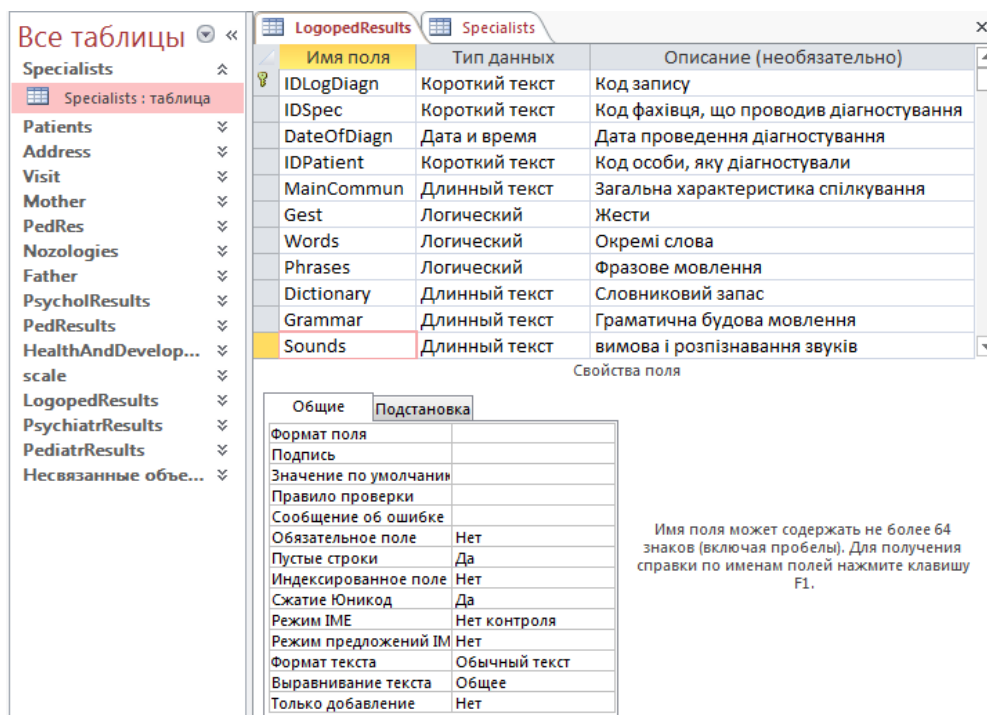 Все таблицы «
Specialists
Specialists : таблица
Patients
Address
Visit
Mother
PedRes
Nozologies
Father
PsycholResults
PedResults
HealthAndDevelop...
scale
LogopedResults
PsychiatrResults
PediatrResults
Несвязанные объе...
LogopedResults Specialists ×
Имя поля Тип данных Описание (необязательно)
IDLogDiagn Короткий текст Код запису
IDSpec Короткий текст Код фахівця, що проводив діагностування
DateOfDiagn Дата и время Дата проведення діагностування
IDPatient Короткий текст Код особи, яку діагностували
MainCommun Длинный текст Загальна характеристика спілкування
Gest Логический Жести
Words Логический Окремі слова
Phrases Логический Фразове мовлення
Dictionary Длинный текст Словниковий запас
Grammar Длинный текст Граматична будова мовлення
Sounds Длинный текст вимова і розпізнавання звуків
Свойства поля
Общие Подстановка
Формат поля
Подпись
Значение по умолчани
Правило проверки
Сообщение об ошибке
Обязательное поле Нет
Пустые строки Да
Индексированное поле Нет
Сжатие Юникод Да
Режим IME Нет контроля
Режим предложений IM Нет
Формат текста Обычный текст
Выравнивание текста Общее
Только добавление Нет
Имя поля может содержать не более 64
знаков (включая пробелы). Для получения
справки по именам полей нажмите клавишу
F1.